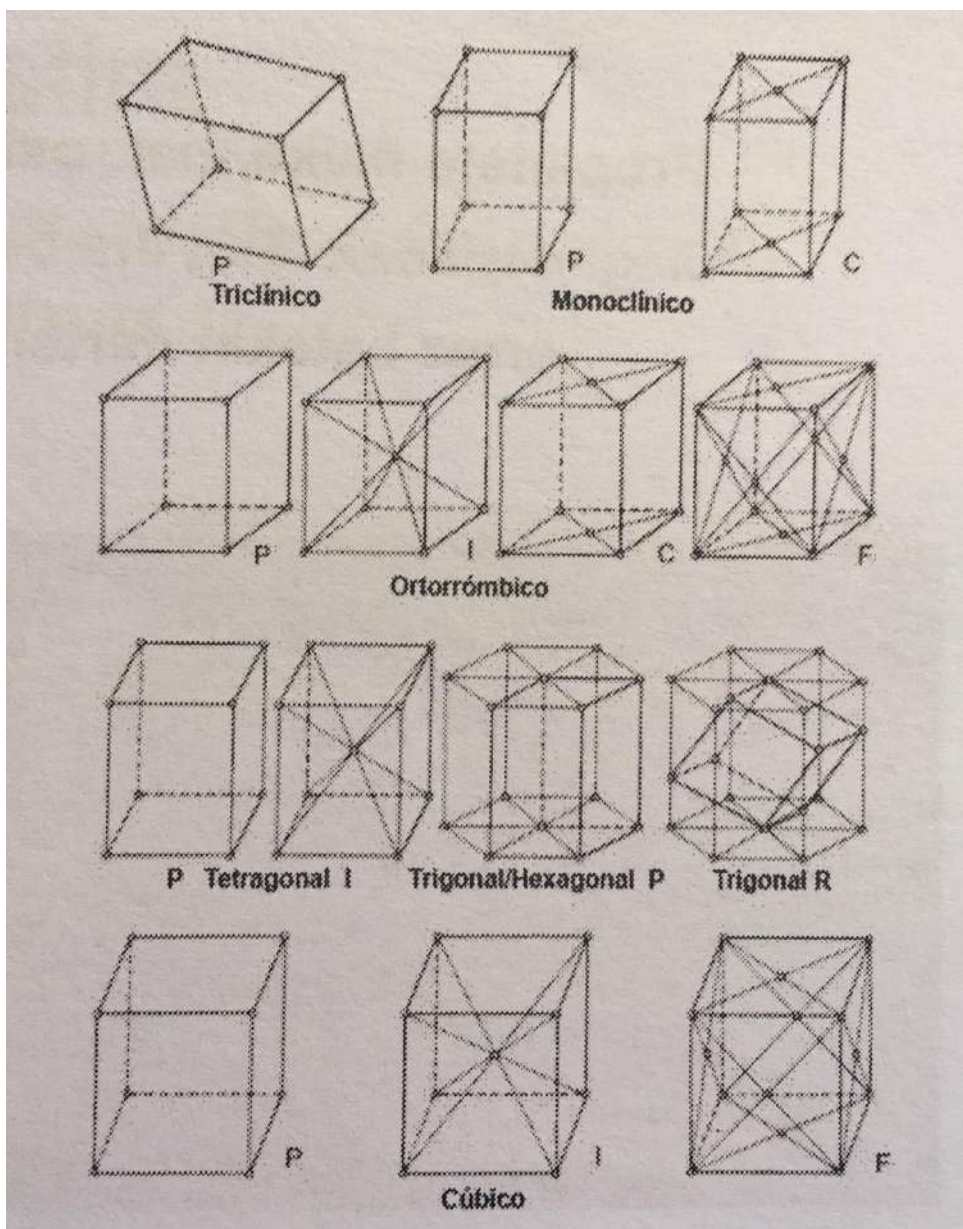 P
P
C
Triclínico
Monoclínico
P
I
C
F
Ortorrómbico
P Tetragonal I
Trigonal/Hexagonal P
Trigonal R
P
I
F
Cúbico